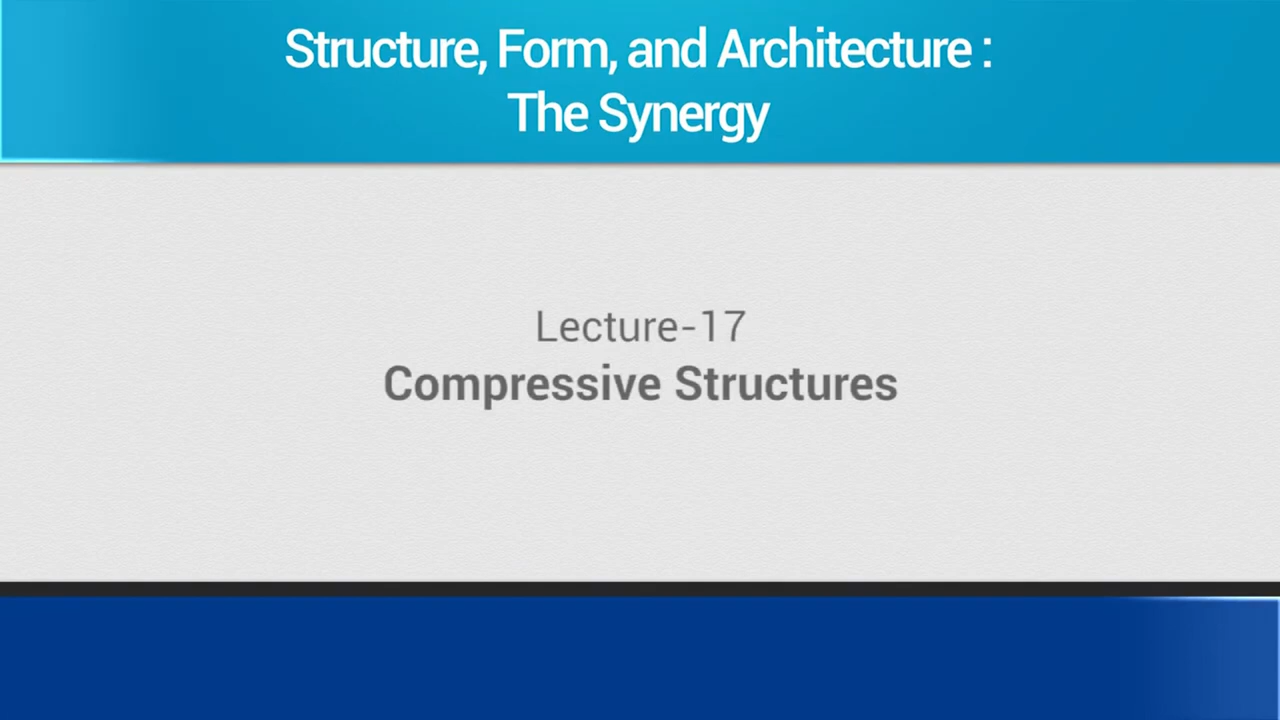 Structure, Form, and Architecture :
The Synergy
Lecture-17
Compressive Structures